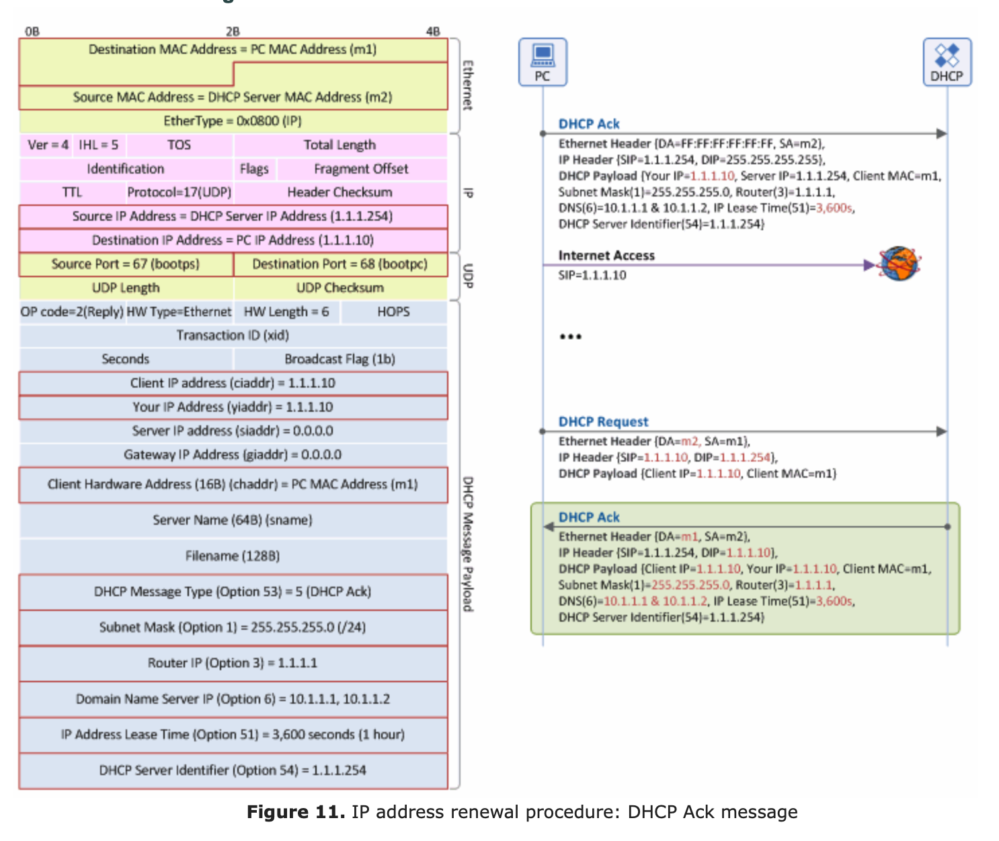 0B 2B 4B
Destination MAC Address = PC MAC Address (m1)
Source MAC Address = DHCP Server MAC Address (m2)
EtherType = 0x0800 (IP)
Ethernet
Ver = 4 IHL = 5 TOS Total Length
Identification Flags Fragment Offset
TTL Protocol=17(UDP) Header Checksum
Source IP Address = DHCP Server IP Address (1.1.1.254)
Destination IP Address = PC IP Address (1.1.1.10)
IP
Source Port = 67 (bootps) Destination Port = 68 (bootpc)
UDP Length UDP Checksum
UDP
OP code=2(Reply) HW Type=Ethernet HW Length = 6 HOPS
Transaction ID (xid)
Seconds Broadcast Flag (1b)
Client IP address (ciaddr) = 1.1.1.10
Your IP Address (yiaddr) = 1.1.1.10
Server IP address (siaddr) = 0.0.0.0
Gateway IP Address (giaddr) = 0.0.0.0
Client Hardware Address (16B) (chaddr) = PC MAC Address (m1)
Server Name (64B) (sname)
Filename (128B)
DHCP Message Type (Option 53) = 5 (DHCP Ack)
Subnet Mask (Option 1) = 255.255.255.0 (/24)
Router IP (Option 3) = 1.1.1.1
Domain Name Server IP (Option 6) = 10.1.1.1, 10.1.1.2
IP Address Lease Time (Option 51) = 3,600 seconds (1 hour)
DHCP Server Identifier (Option 54) = 1.1.1.254
DHCP Message Payload
PC
DHCP
DHCP Ack
Ethernet Header {DA=FF:FF:FF:FF:FF:FF, SA=m2},
IP Header {SIP=1.1.1.254, DIP=255.255.255.255},
DHCP Payload {Your IP=1.1.1.10, Server IP=1.1.1.254, Client MAC=m1,
Subnet Mask(1)=255.255.255.0, Router(3)=1.1.1.1,
DNS(6)=10.1.1.1 & 10.1.1.2, IP Lease Time(51)=3,600s,
DHCP Server Identifier(54)=1.1.1.254}
Internet Access
SIP=1.1.1.10
•••
DHCP Request
Ethernet Header {DA=m2, SA=m1},
IP Header {SIP=1.1.1.10, DIP=1.1.1.254},
DHCP Payload {Client IP=1.1.1.10, Client MAC=m1}
DHCP Ack
Ethernet Header {DA=m1, SA=m2},
IP Header {SIP=1.1.1.254, DIP=1.1.1.10},
DHCP Payload {Client IP=1.1.1.10, Your IP=1.1.1.10, Client MAC=m1,
Subnet Mask(1)=255.255.255.0, Router(3)=1.1.1.1,
DNS(6)=10.1.1.1 & 10.1.1.2, IP Lease Time(51)=3,600s,
DHCP Server Identifier(54)=1.1.1.254}
Figure 11. IP address renewal procedure: DHCP Ack message